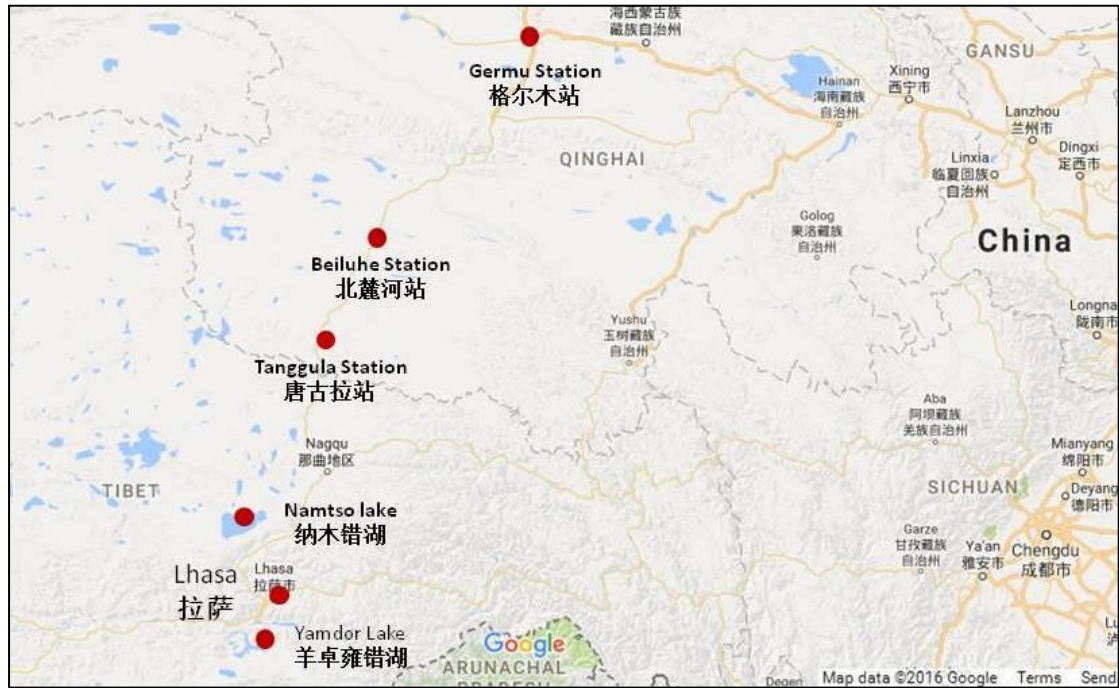 海西蒙古族
藏族自治州
GANSU
Germu Station
格尔木站
Hainan
海南藏族
自治州
Xining
西宁市
Lanzhou
兰州市
Dingxi
定西市
QINGHAI
Linxia
临夏回族
自治州
Golog
果洛藏族
自治州
China
Beiluhe Station
北麓河站
Longna
陇南市
Yushu
玉树藏族
自治州
Tanggula Station
唐古拉站
Aba
阿坝藏族
羌族自治州
Nagqu
那曲地区
Mianyang
绵阳市
TIBET
SICHUAN
Deyang
德阳市
Namtso lake
纳木错湖
Garze
甘孜藏族
自治州
Ya'an
雅安市
Chengdu
成都市
Lhasa
拉萨市
Lhasa
拉萨
Yamdor Lake
羊卓雍错湖
Google
ARUNACHAL
PRADESH
Map data ©2016 Google
Terms
Send